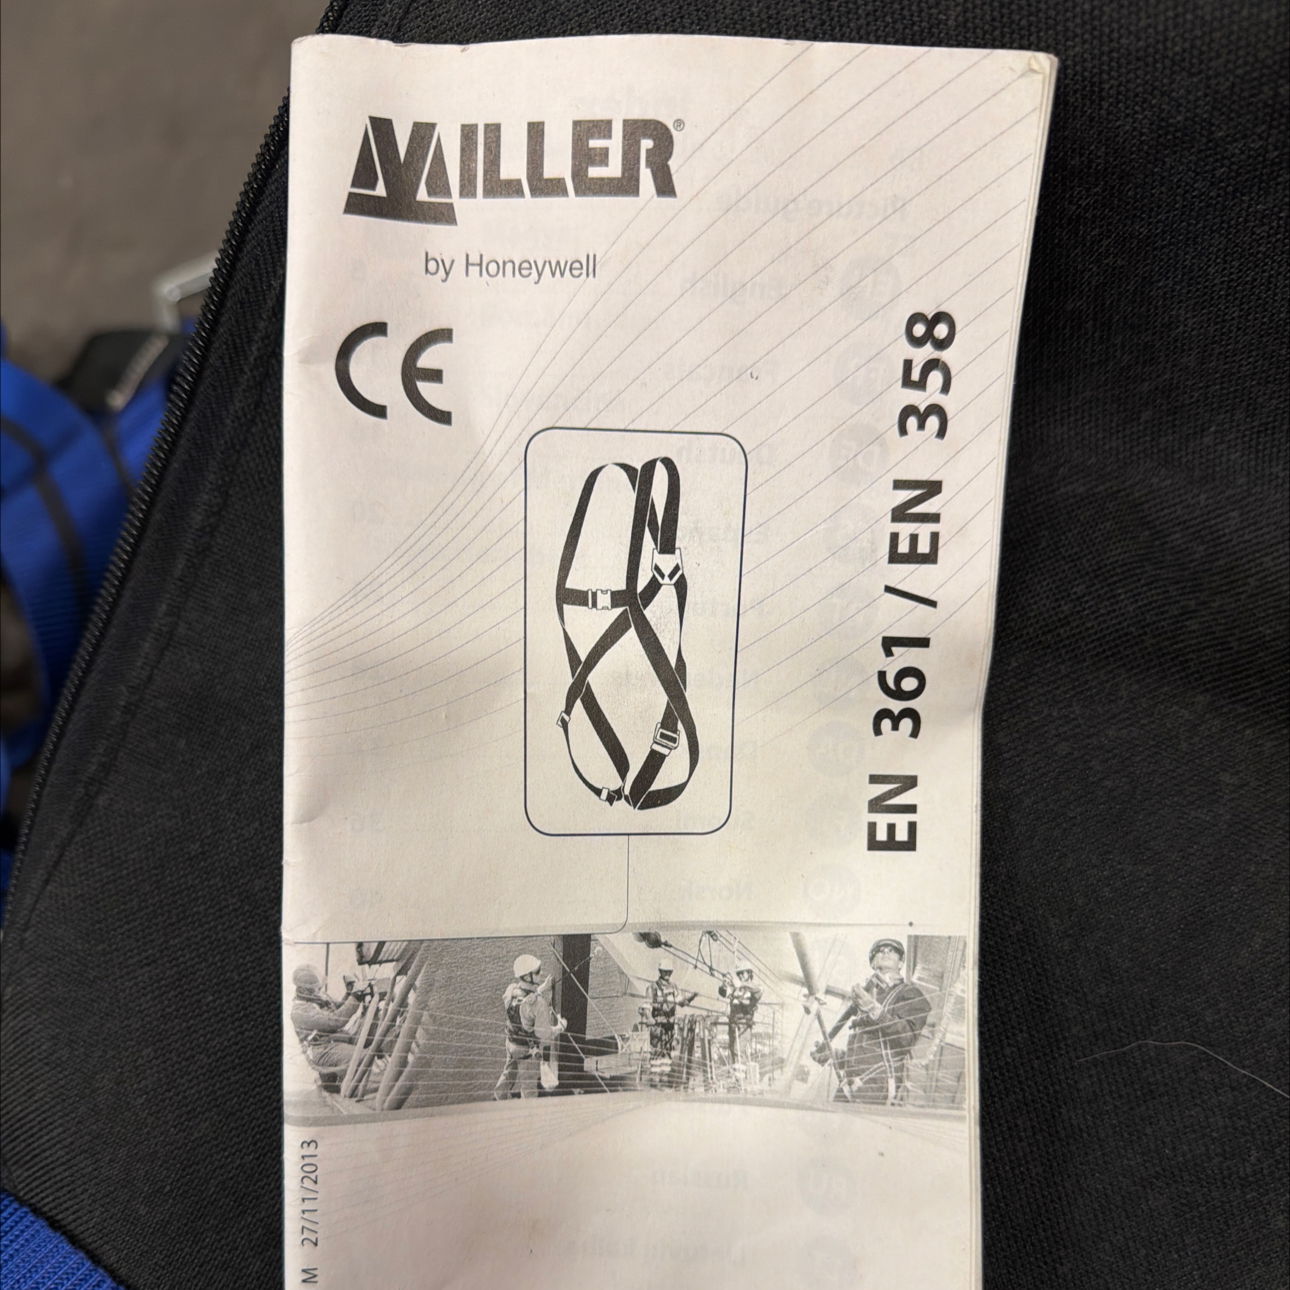 MILLER®
by Honeywell
CE
EN 361 / EN 358
M 27/11/2013